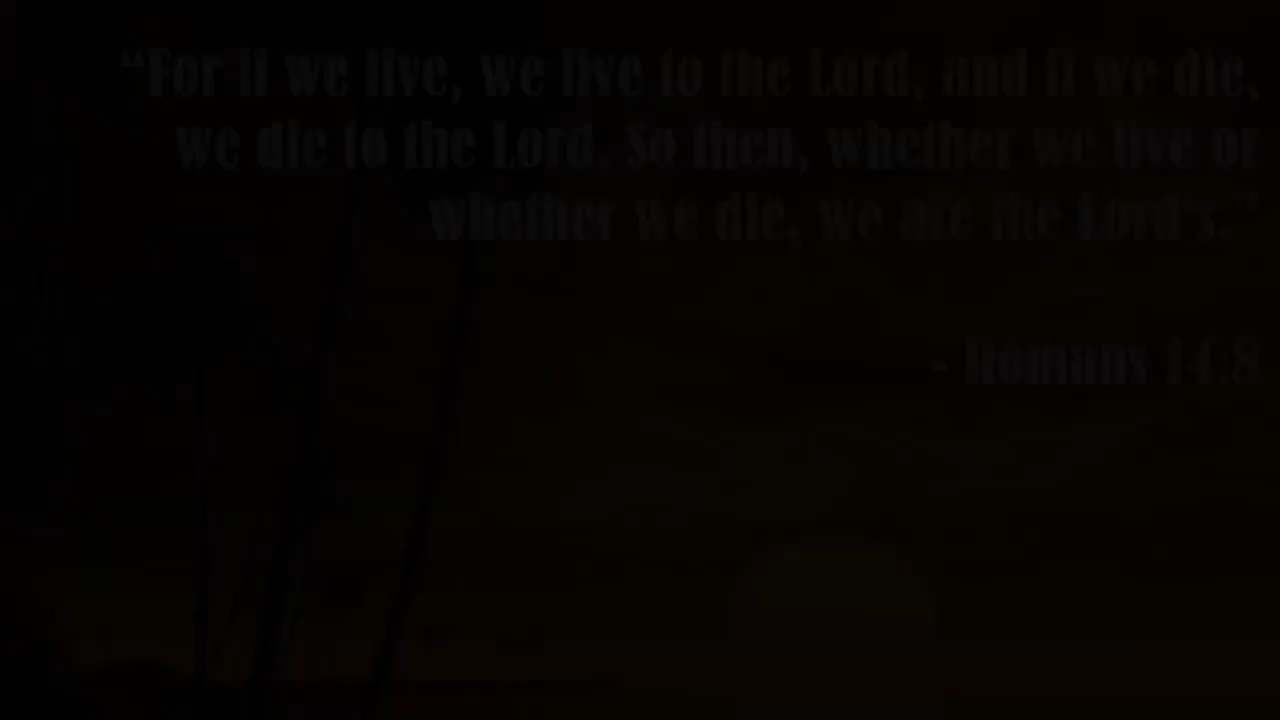 “For if we live, we live to the Lord, and if we die,
we die to the Lord. So then, whether we live or
whether we die, we are the Lord's.”
- Romans 14:8